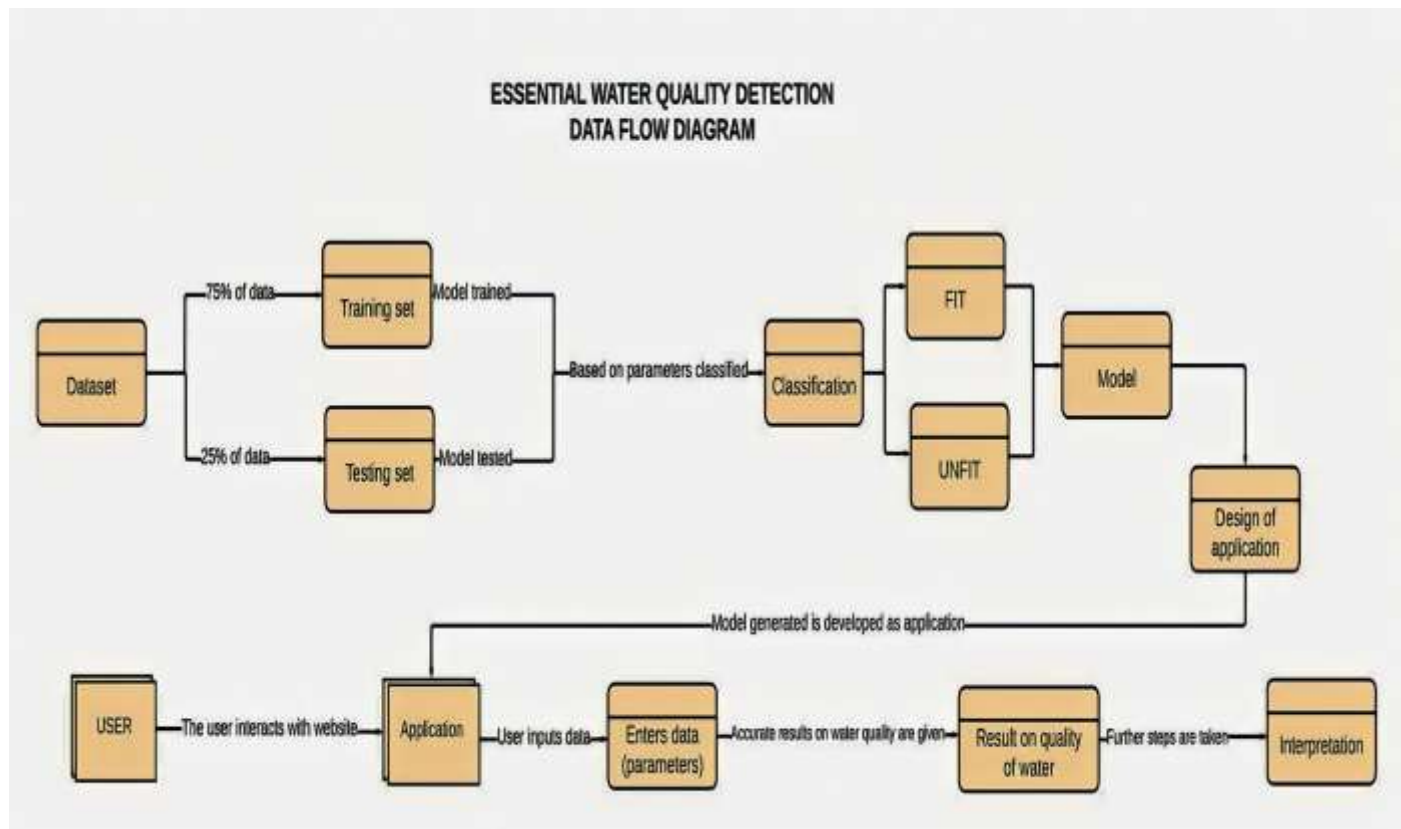 ESSENTIAL WATER QUALITY DETECTION
DATA FLOW DIAGRAM
75% of data
Training set
Model trained
Dataset
25% of data
Testing set
Model tested
Based on parameters classified
Classification
FIT
UNFIT
Model
Design of
application
Model generated is developed as application
USER
The user interacts with website
Application
User inputs data
Enters data
(parameters)
Accurate results on water quality are given
Result on quality
of water
Further steps are taken
Interpretation